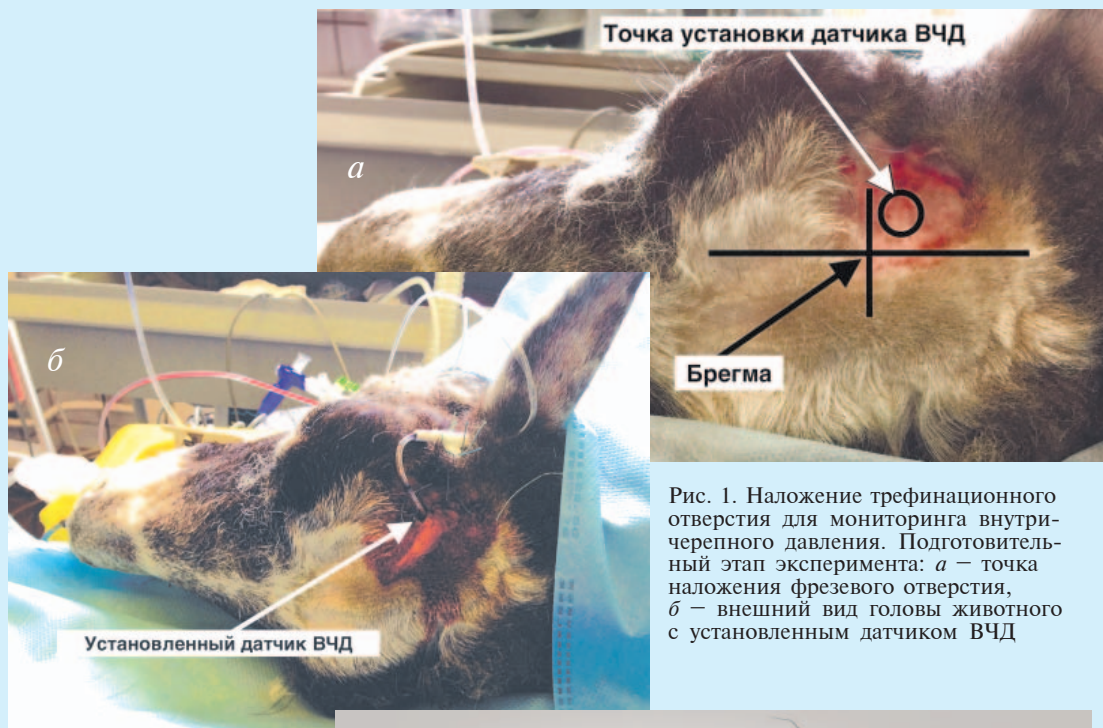 Точка установки датчика ВЧД
а
Брегма
б
Установленный датчик ВЧД
Рис. 1. Наложение трефинационного
отверстия для мониторинга внутри-
черепного давления. Подготовитель-
ный этап эксперимента: а – точка
наложения фрезевого отверстия,
б – внешний вид головы животного
с установленным датчиком ВЧД